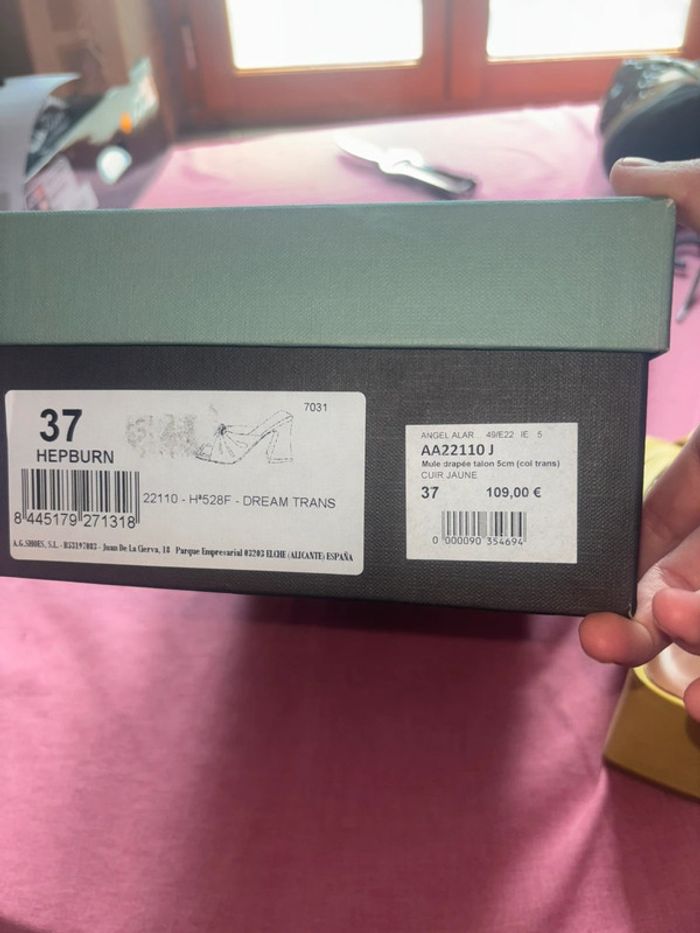 37
7031
HEPBURN
22110 - H*528F - DREAM TRANS
8 445179 271318
A.G.SHOES, S.L. - B53197083 - Juan De La Cierva, 18 Parque Empresarial 03203 ELCHE (ALICANTE) ESPAÑA
ANGEL ALAR 49/E22 IE 5
AA22110 J
Mule drapée talon 5cm (col trans)
CUIR JAUNE
37 109,00 €
0 000090 354694